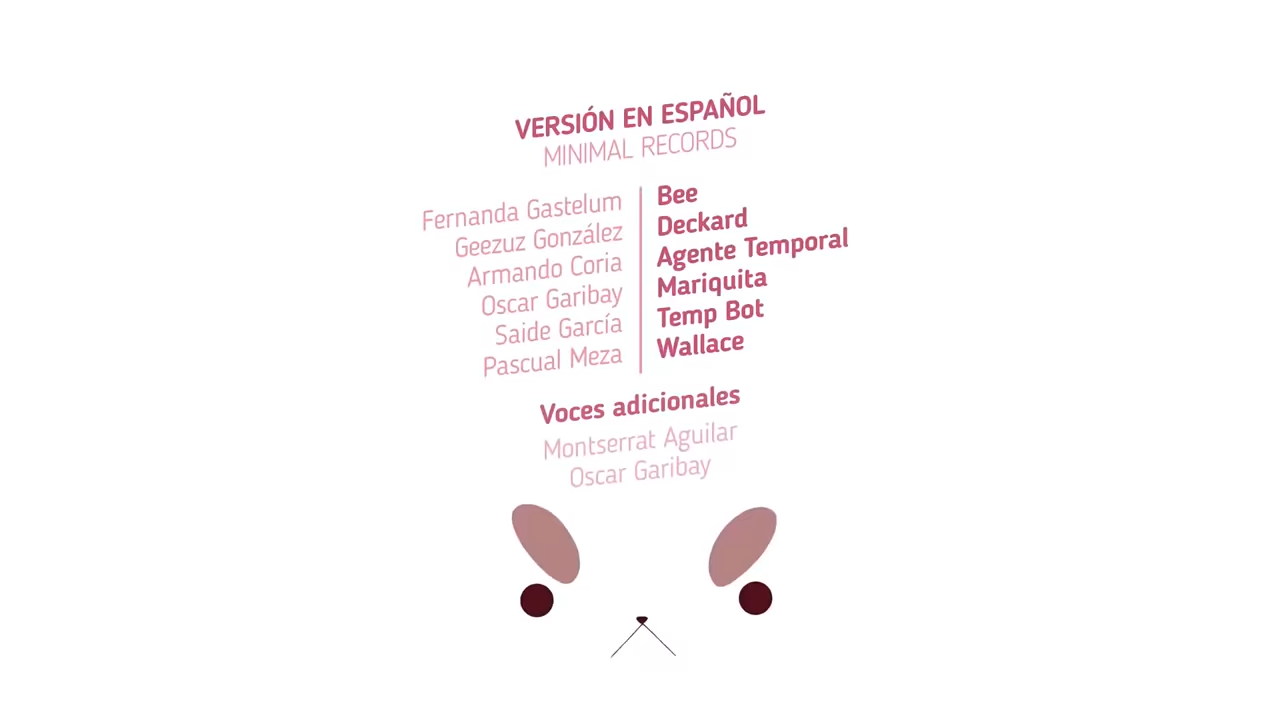 VERSIÓN EN ESPAÑOL
MINIMAL RECORDS
Fernanda Gastelum Bee
Geezuz González Deckard
Armando Coria Agente Temporal
Oscar Garibay Mariquita
Saide García Temp Bot
Pascual Meza Wallace
Voces adicionales
Montserrat Aguilar
Oscar Garibay